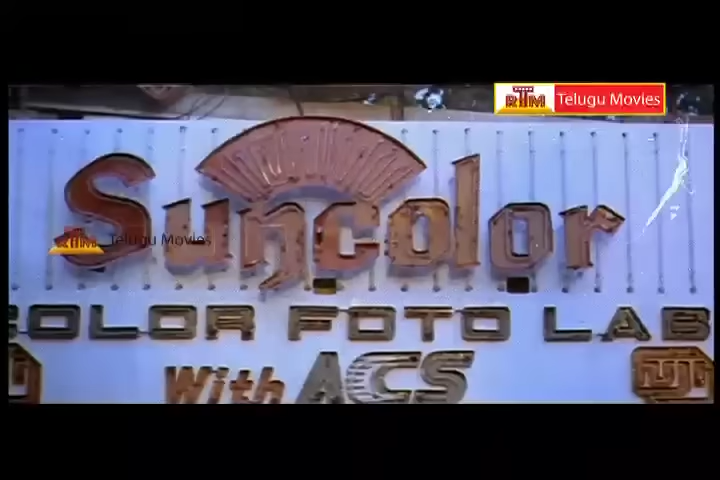 RTM Telugu Movies
Suncolor
RTM Telugu Movies
COLOR FOTO LAB
With ACS